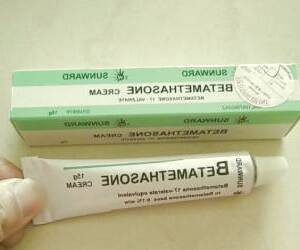 SUNWARD
BETAMETHASONE CREAM
BETAMETHASONE 17 VALERATE
15g
SUNWARD
BETAMETHASONE CREAM
BETAMETHASONE
CREAM 15g
Betamethasone 17-valerate equivalent
to Betamethasone base 0.1% w/w